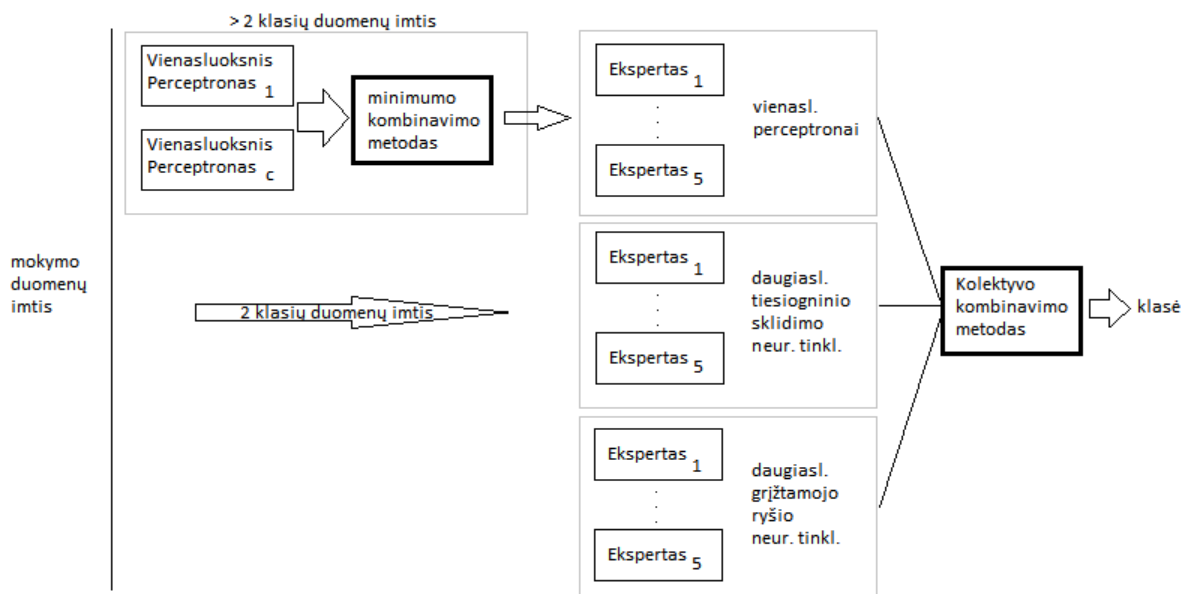 > 2 klasių duomenų imtis
Vienasluoksnis
Perceptronas 1
Vienasluoksnis
Perceptronas c
minimumo
kombinavimo
metodas
Ekspertas 1
Ekspertas 5
vienasl.
perceptronai
mokymo
duomenų
imtis
2 klasių duomenų imtis
Ekspertas 1
Ekspertas 5
daugiasl.
tiesogninio
sklidimo
neur. tinkl.
Ekspertas 1
Ekspertas 5
daugiasl.
grįžtamojo
ryšio
neur. tinkl.
Kolektyvo
kombinavimo
metodas
klasė